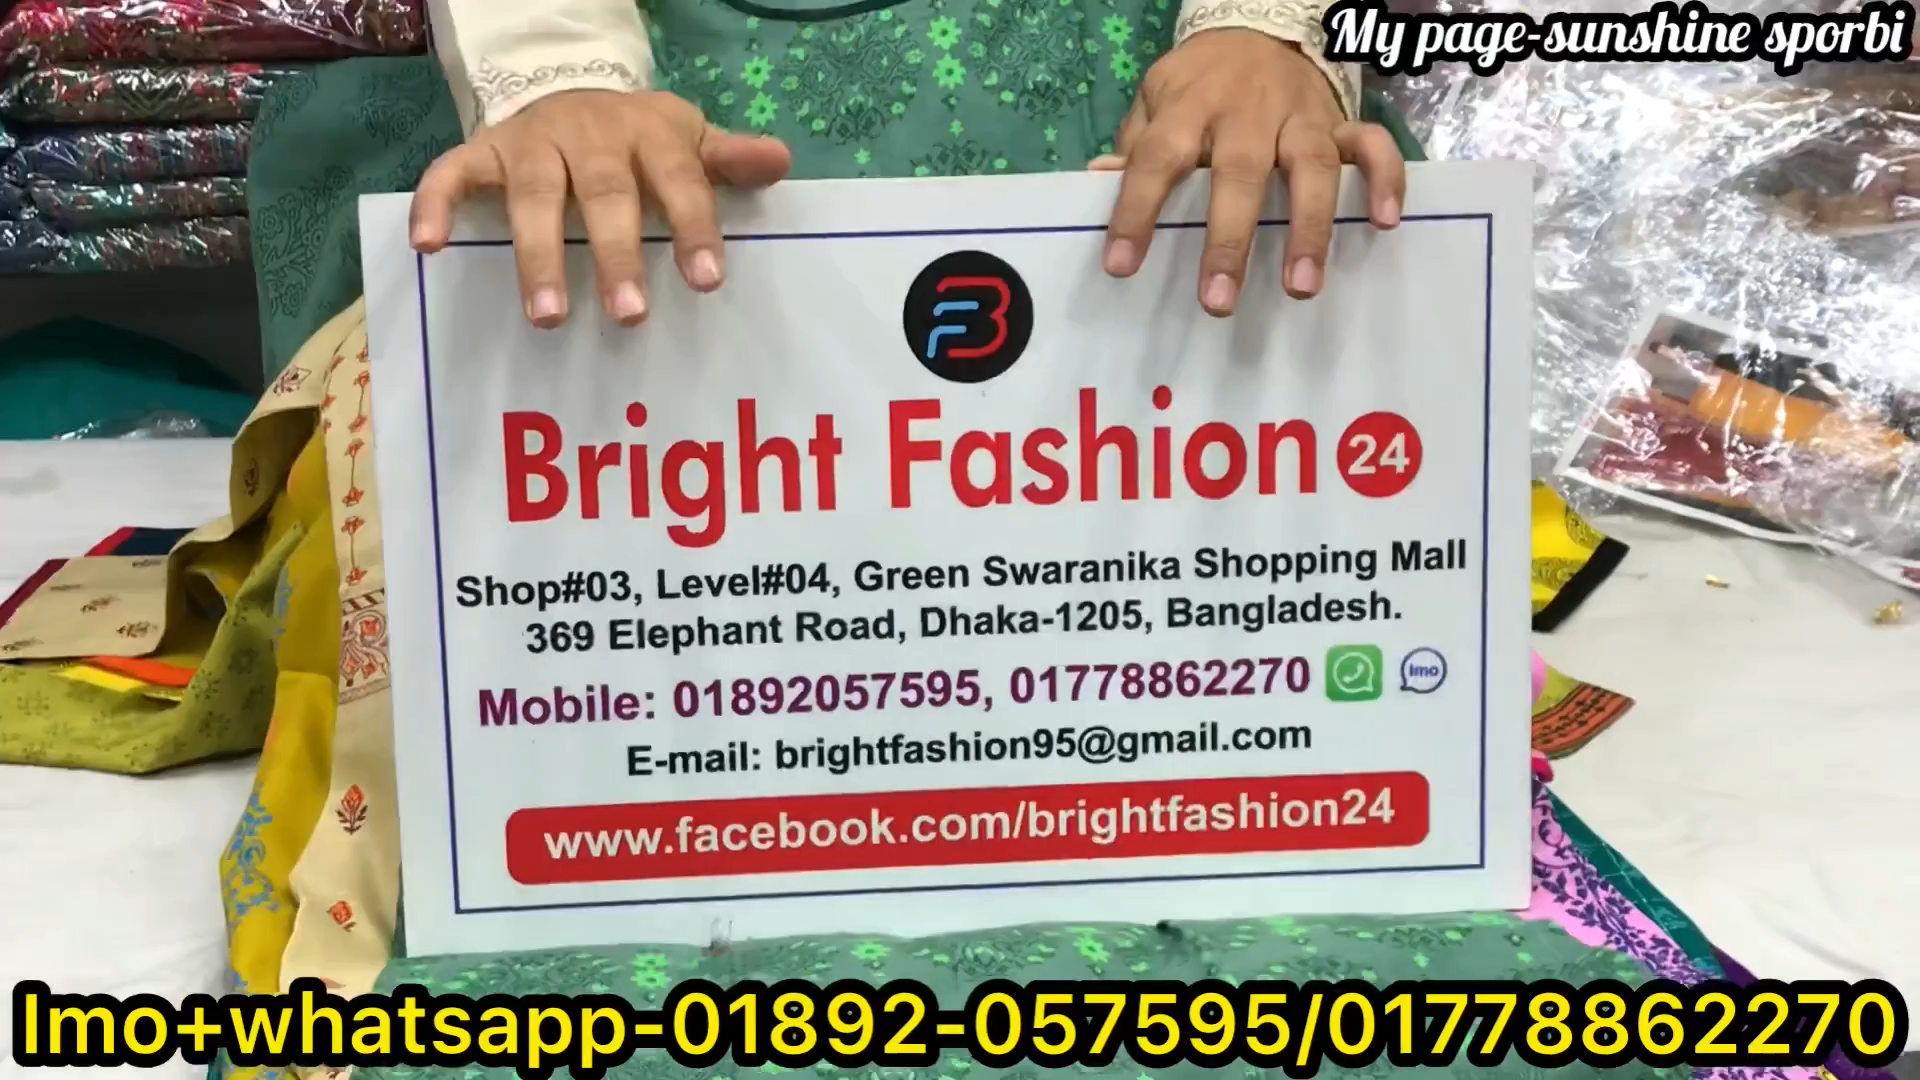 My page-sunshine sporbi
FB
Bright Fashion 24
Shop#03, Level#04, Green Swaranika Shopping Mall
369 Elephant Road, Dhaka-1205, Bangladesh.
Mobile: 01892057595, 01778862270 imo
E-mail: brightfashion95@gmail.com
www.facebook.com/brightfashion24
Imo+whatsapp-01892-057595/01778862270